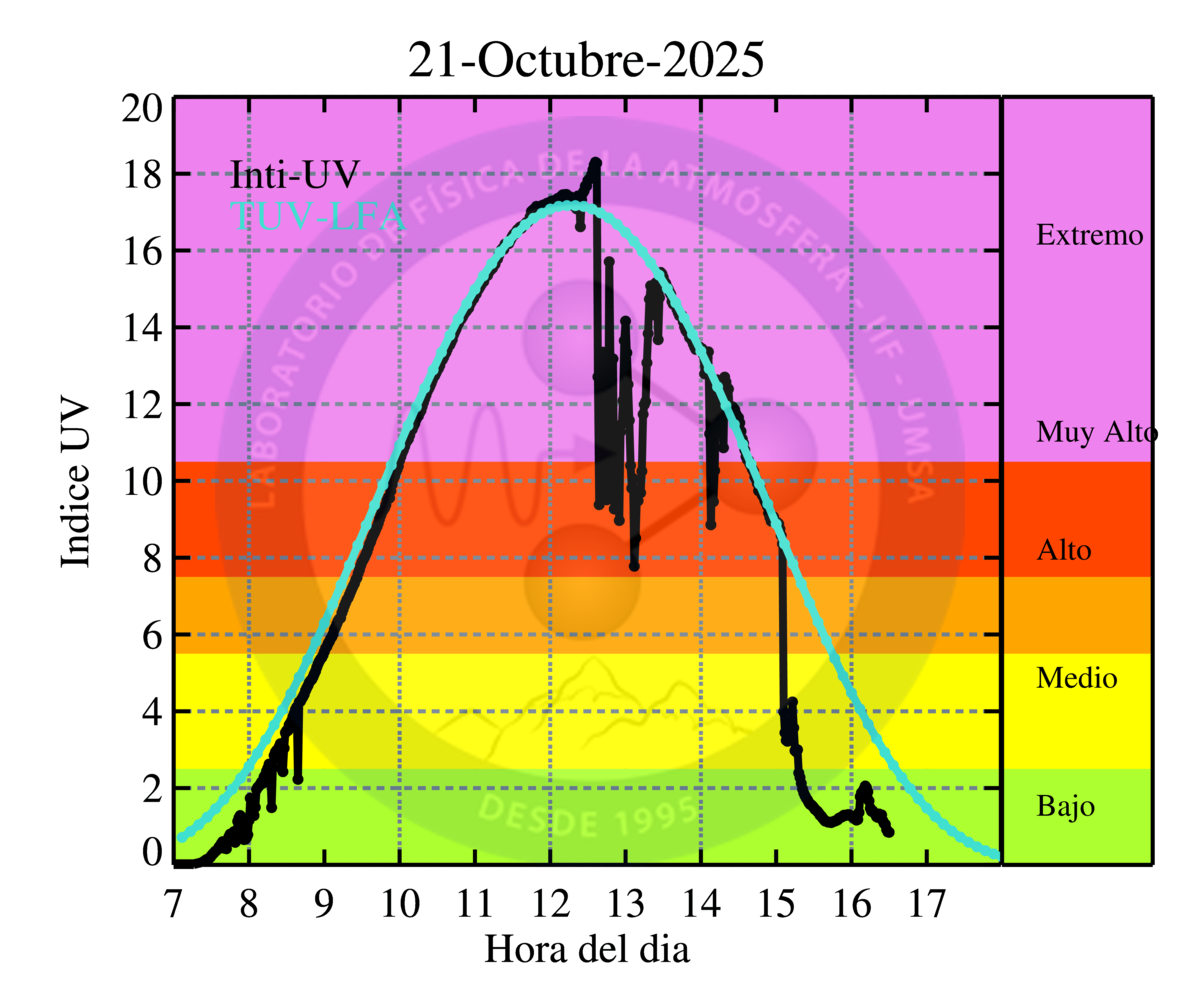 21-Octubre-2025
20
18
16
14
12
10
8
6
4
2
0
Indice UV
Inti-UV
TUV-LFA
LABORATORIO DE FÍSICA DE LA ATMÓSFERA - IIF - UMSA
DESDE 1995
Extremo
Muy Alto
Alto
Medio
Bajo
7 8 9 10 11 12 13 14 15 16 17
Hora del dia